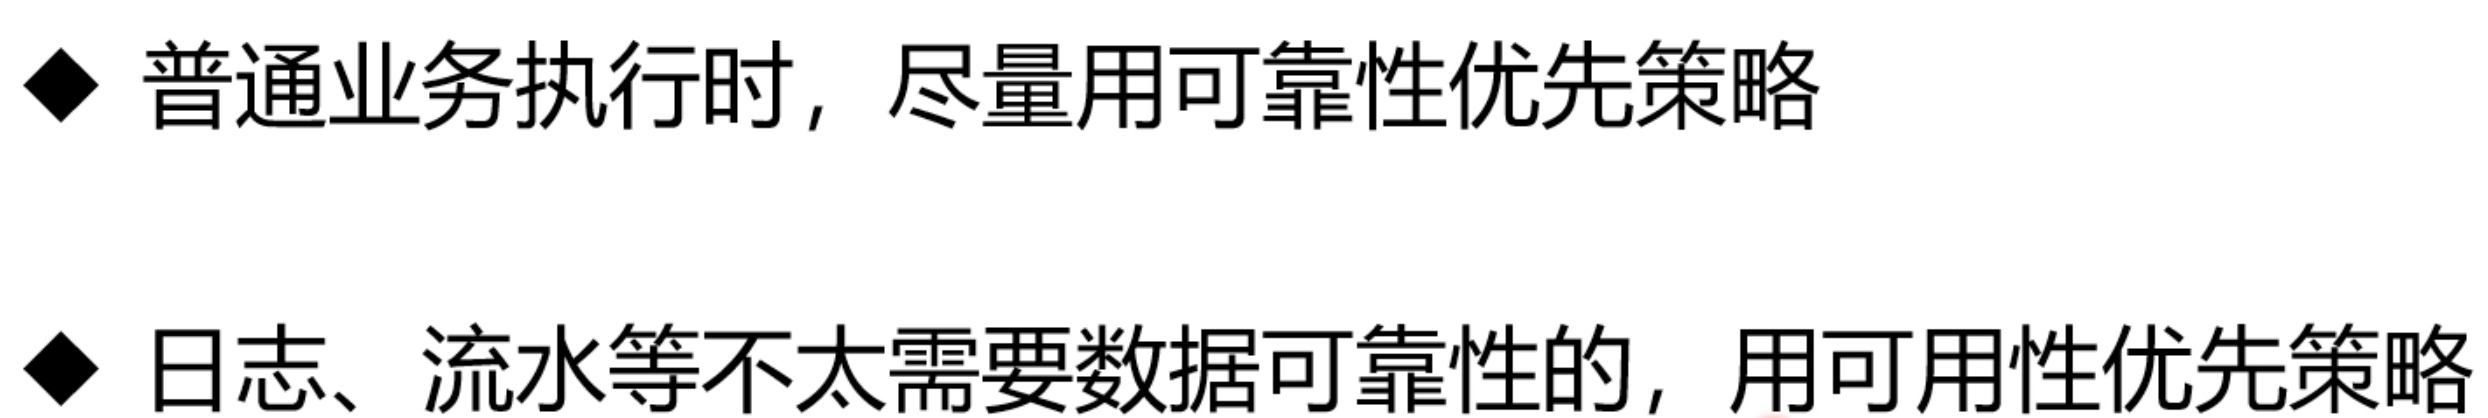 ◆ 普通业务执行时，尽量用可靠性优先策略
◆ 日志、流水等不太需要数据可靠性的，用可用性优先策略